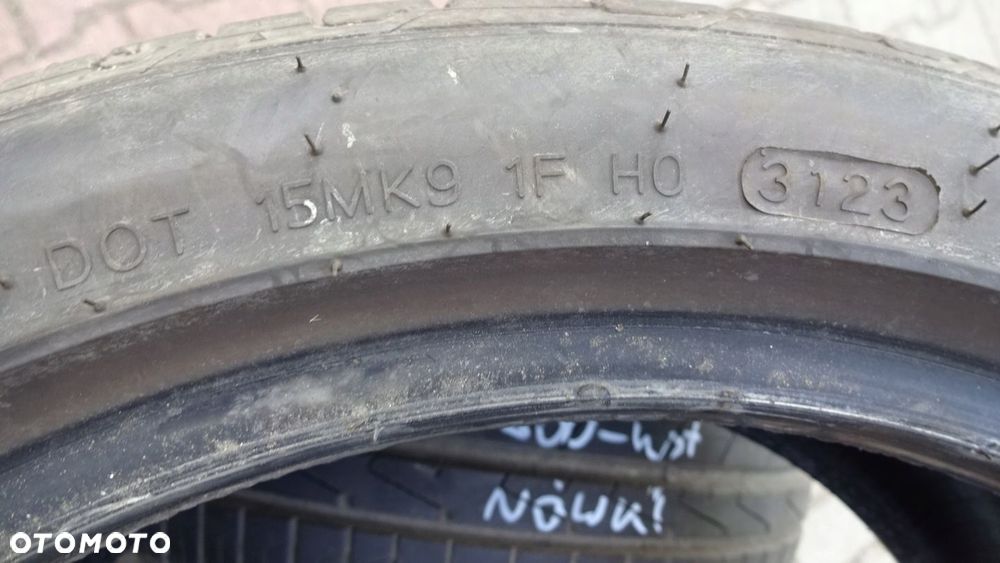 DOT 15MK9 1F H0 3123
NÓWKI
OTOMOTO